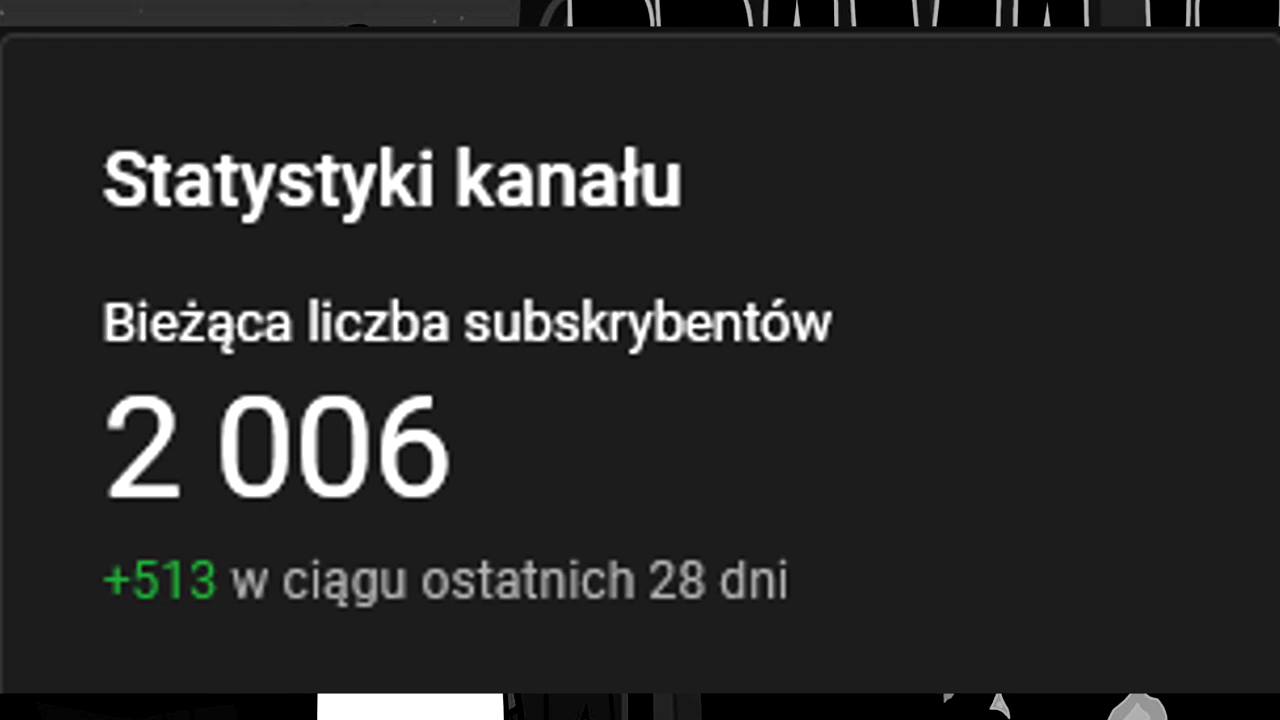 Statystyki kanału
Bieżąca liczba subskrybentów
2 006
+513 w ciągu ostatnich 28 dni